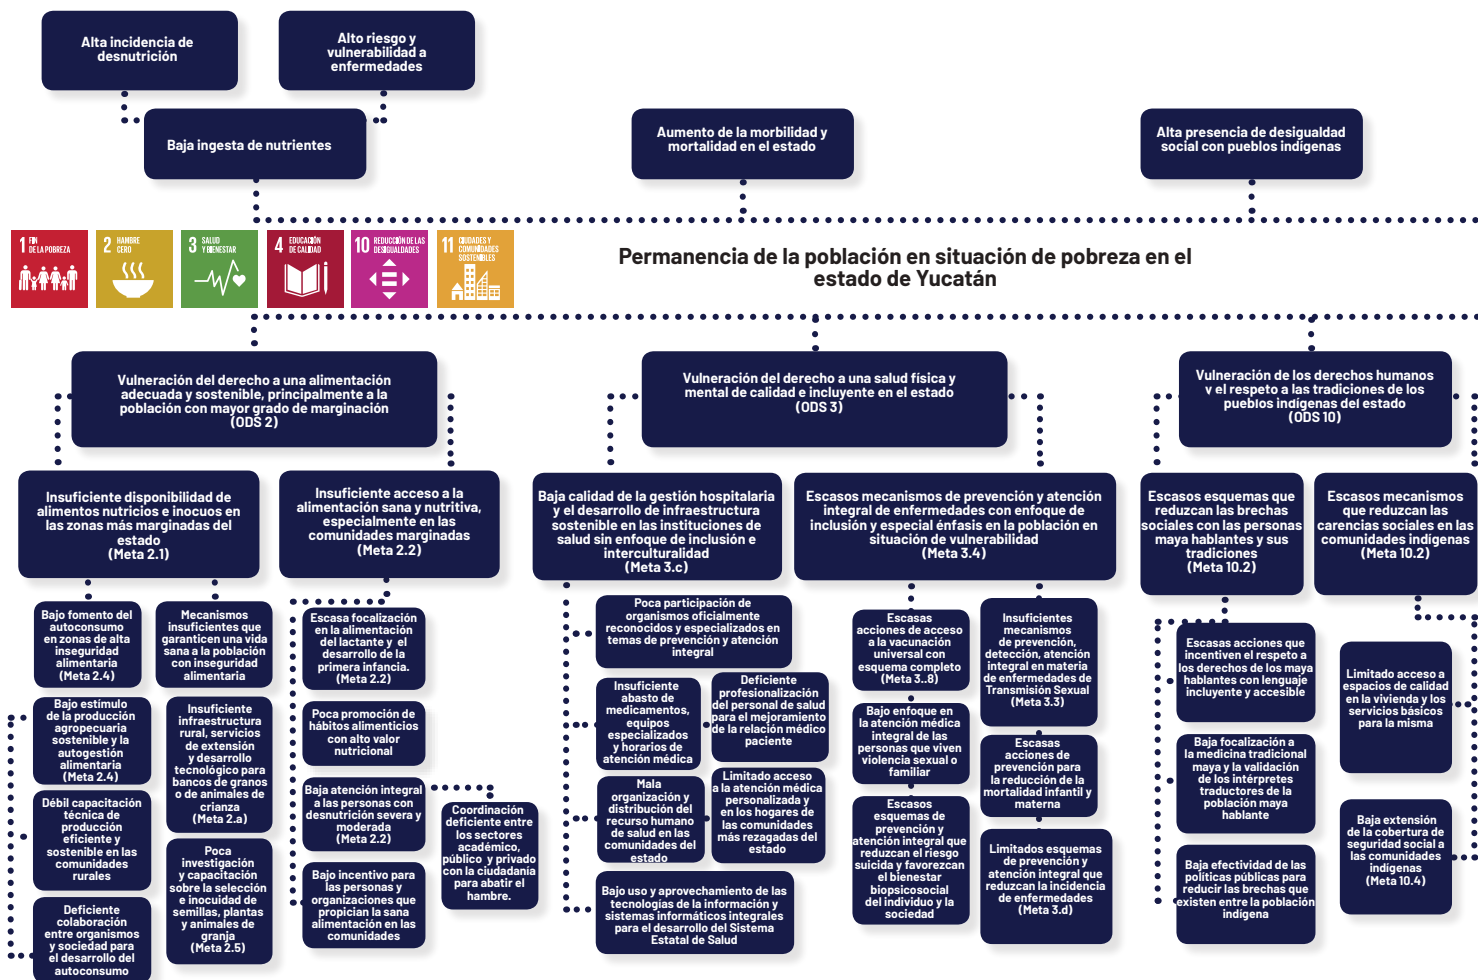 Alta incidencia de
desnutrición
Alto riesgo y
vulnerabilidad a
enfermedades
Baja ingesta de nutrientes
Aumento de la morbilidad y
mortalidad en el estado
Alta presencia de desigualdad
social con pueblos indígenas
1 FIN
DE LA POBREZA
2 HAMBRE
CERO
3 SALUD
Y BIENESTAR
4 EDUCACIÓN
DE CALIDAD
10 REDUCCIÓN DE LAS
DESIGUALDADES
11 CIUDADES Y
COMUNIDADES
SOSTENIBLES
Permanencia de la población en situación de pobreza en el
estado de Yucatán
Vulneración del derecho a una alimentación
adecuada y sostenible, principalmente a la
población con mayor grado de marginación
(ODS 2)
Vulneración del derecho a una salud física y
mental de calidad e incluyente en el estado
(ODS 3)
Vulneración de los derechos humanos
y el respeto a las tradiciones de los
pueblos indígenas del estado
(ODS 10)
Insuficiente disponibilidad de
alimentos nutricios e inocuos en
las zonas más marginadas del
estado
(Meta 2.1)
Insuficiente acceso a la
alimentación sana y nutritiva,
especialmente en las
comunidades marginadas
(Meta 2.2)
Baja calidad de la gestión hospitalaria
y el desarrollo de infraestructura
sostenible en las instituciones de
salud sin enfoque de inclusión e
interculturalidad
(Meta 3.c)
Escasos mecanismos de prevención y atención
integral de enfermedades con enfoque de
inclusión y especial énfasis en la población en
situación de vulnerabilidad
(Meta 3.4)
Escasos esquemas que
reduzcan las brechas
sociales con las personas
maya hablantes y sus
tradiciones
(Meta 10.2)
Escasos mecanismos
que reduzcan las
carencias sociales en las
comunidades indígenas
(Meta 10.2)
Bajo fomento del
autoconsumo
en zonas de alta
inseguridad
alimentaria
(Meta 2.4)
Mecanismos
insuficientes que
garanticen una vida
sana a la población
con inseguridad
alimentaria
Bajo estímulo
de la producción
agropecuaria
sostenible y la
autogestión
alimentaria
(Meta 2.4)
Insuficiente
infraestructura
rural, servicios
de extensión
y desarrollo
tecnológico para
bancos de granos
o de animales de
crianza
(Meta 2.a)
Débil capacitación
técnica de
producción
eficiente y
sostenible en las
comunidades
rurales
Poca
investigación
y capacitación
sobre la selección
e inocuidad de
semillas, plantas
y animales de
granja
(Meta 2.5)
Deficiente
colaboración
entre organismos
y sociedad para
el desarrollo del
autoconsumo
Escasa focalización
en la alimentación
del lactante y el
desarrollo de la
primera infancia.
(Meta 2.2)
Poca promoción de
hábitos alimenticios
con alto valor
nutricional
Baja atención integral
a las personas con
desnutrición severa y
moderada
(Meta 2.2)
Coordinación
deficiente entre
los sectores
académico,
público y privado
con la ciudadanía
para abatir el
hambre.
Bajo incentivo para
las personas y
organizaciones que
propician la sana
alimentación en las
comunidades
Poca participación de
organismos oficialmente
reconocidos y especializados en
temas de prevención y atención
integral
Insuficiente
abasto de
medicamentos,
equipos
especializados
y horarios de
atención médica
Deficiente
profesionalización
del personal de salud
para el mejoramiento
de la relación médico
paciente
Mala
organización y
distribución del
recurso humano
de salud en las
comunidades del
estado
Limitado acceso
a la atención médica
personalizada y
en los hogares de
las comunidades
más rezagadas del
estado
Bajo uso y aprovechamiento de las
tecnologías de la información y
sistemas informáticos integrales
para el desarrollo del Sistema
Estatal de Salud
Escasas
acciones de acceso
a la vacunación
universal con
esquema completo
(Meta 3..8)
Insuficientes
mecanismos
de prevención,
detección, atención
integral en materia
de enfermedades de
Transmisión Sexual
(Meta 3.3)
Bajo enfoque en
la atención médica
integral de las
personas que viven
violencia sexual o
familiar
Escasas
acciones de
prevención para
la reducción de la
mortalidad infantil y
materna
Escasos
esquemas de
prevención y
atención integral que
reduzcan el riesgo
suicida y favorezcan
el bienestar
biopsicosocial
del individuo y la
sociedad
Limitados esquemas
de prevención y
atención integral que
reduzcan la incidencia
de enfermedades
(Meta 3.d)
Escasas acciones que
incentiven el respeto a
los derechos de los maya
hablantes con lenguaje
incluyente y accesible
Baja focalización a
la medicina tradicional
maya y la validación
de los intérpretes
traductores de la
población maya
hablante
Baja efectividad de las
políticas públicas para
reducir las brechas que
existen entre la población
indígena
Limitado acceso a
espacios de calidad
en la vivienda y los
servicios básicos
para la misma
Baja extensión
de la cobertura de
seguridad social a
las comunidades
indígenas
(Meta 10.4)